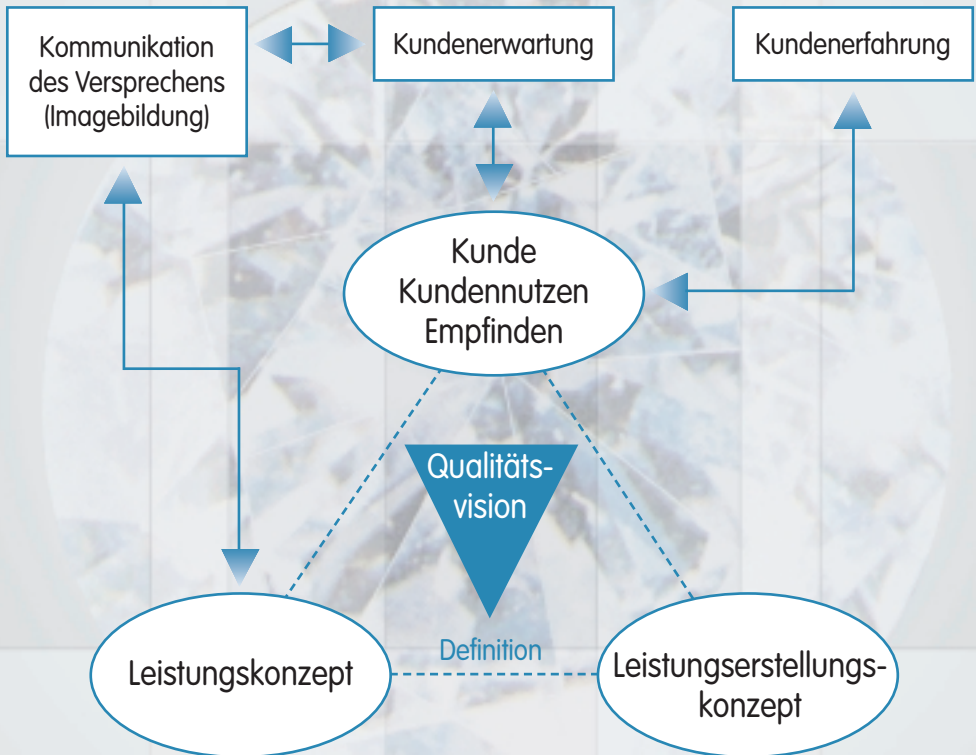 Kommunikation
des Versprechens
(Imagebildung)
Kundenerwartung
Kundenerfahrung
Kunde
Kundennutzen
Empfinden
Qualitäts-
vision
Definition
Leistungskonzept
Leistungserstellungs-
konzept